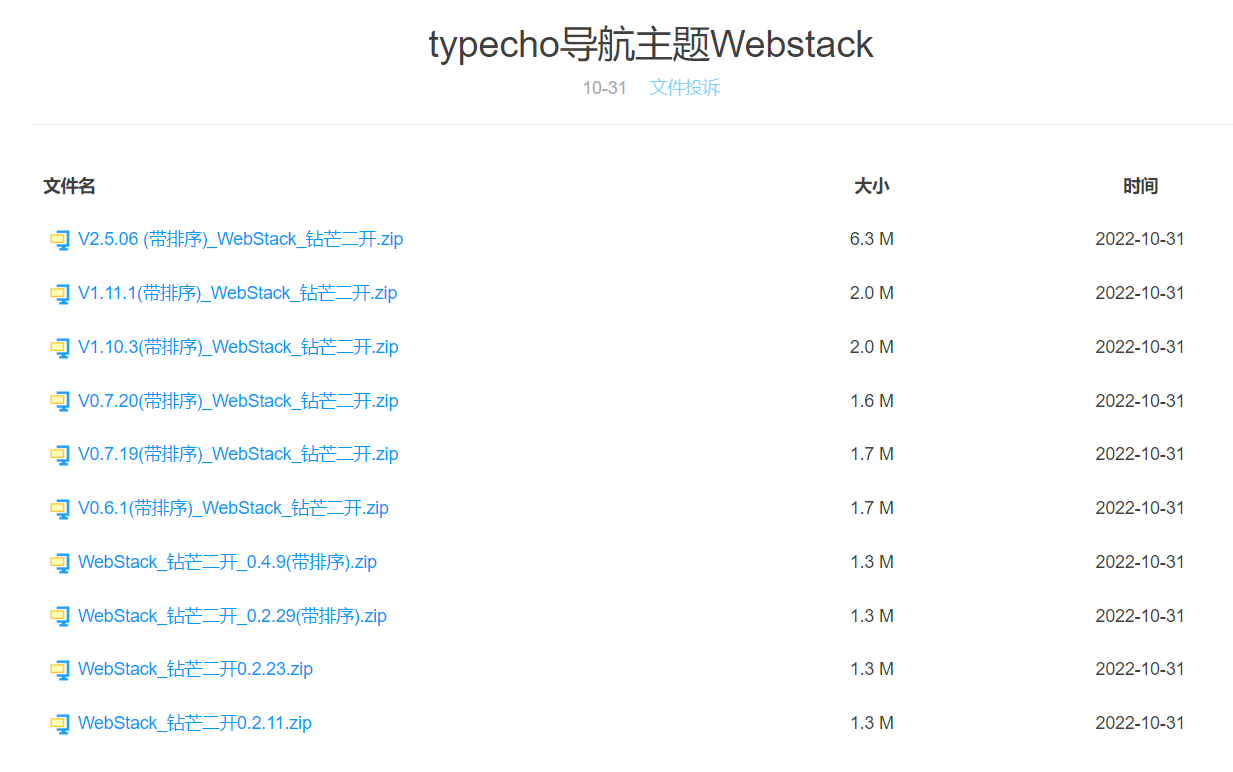 typecho导航主题Webstack
10-31 文件投诉
文件名 大小 时间
V2.5.06 (带排序)_WebStack_钻芒二开.zip 6.3 M 2022-10-31
V1.11.1(带排序)_WebStack_钻芒二开.zip 2.0 M 2022-10-31
V1.10.3(带排序)_WebStack_钻芒二开.zip 2.0 M 2022-10-31
V0.7.20(带排序)_WebStack_钻芒二开.zip 1.6 M 2022-10-31
V0.7.19(带排序)_WebStack_钻芒二开.zip 1.7 M 2022-10-31
V0.6.1(带排序)_WebStack_钻芒二开.zip 1.7 M 2022-10-31
WebStack_钻芒二开_0.4.9(带排序).zip 1.3 M 2022-10-31
WebStack_钻芒二开_0.2.29(带排序).zip 1.3 M 2022-10-31
WebStack_钻芒二开0.2.23.zip 1.3 M 2022-10-31
WebStack_钻芒二开0.2.11.zip 1.3 M 2022-10-31